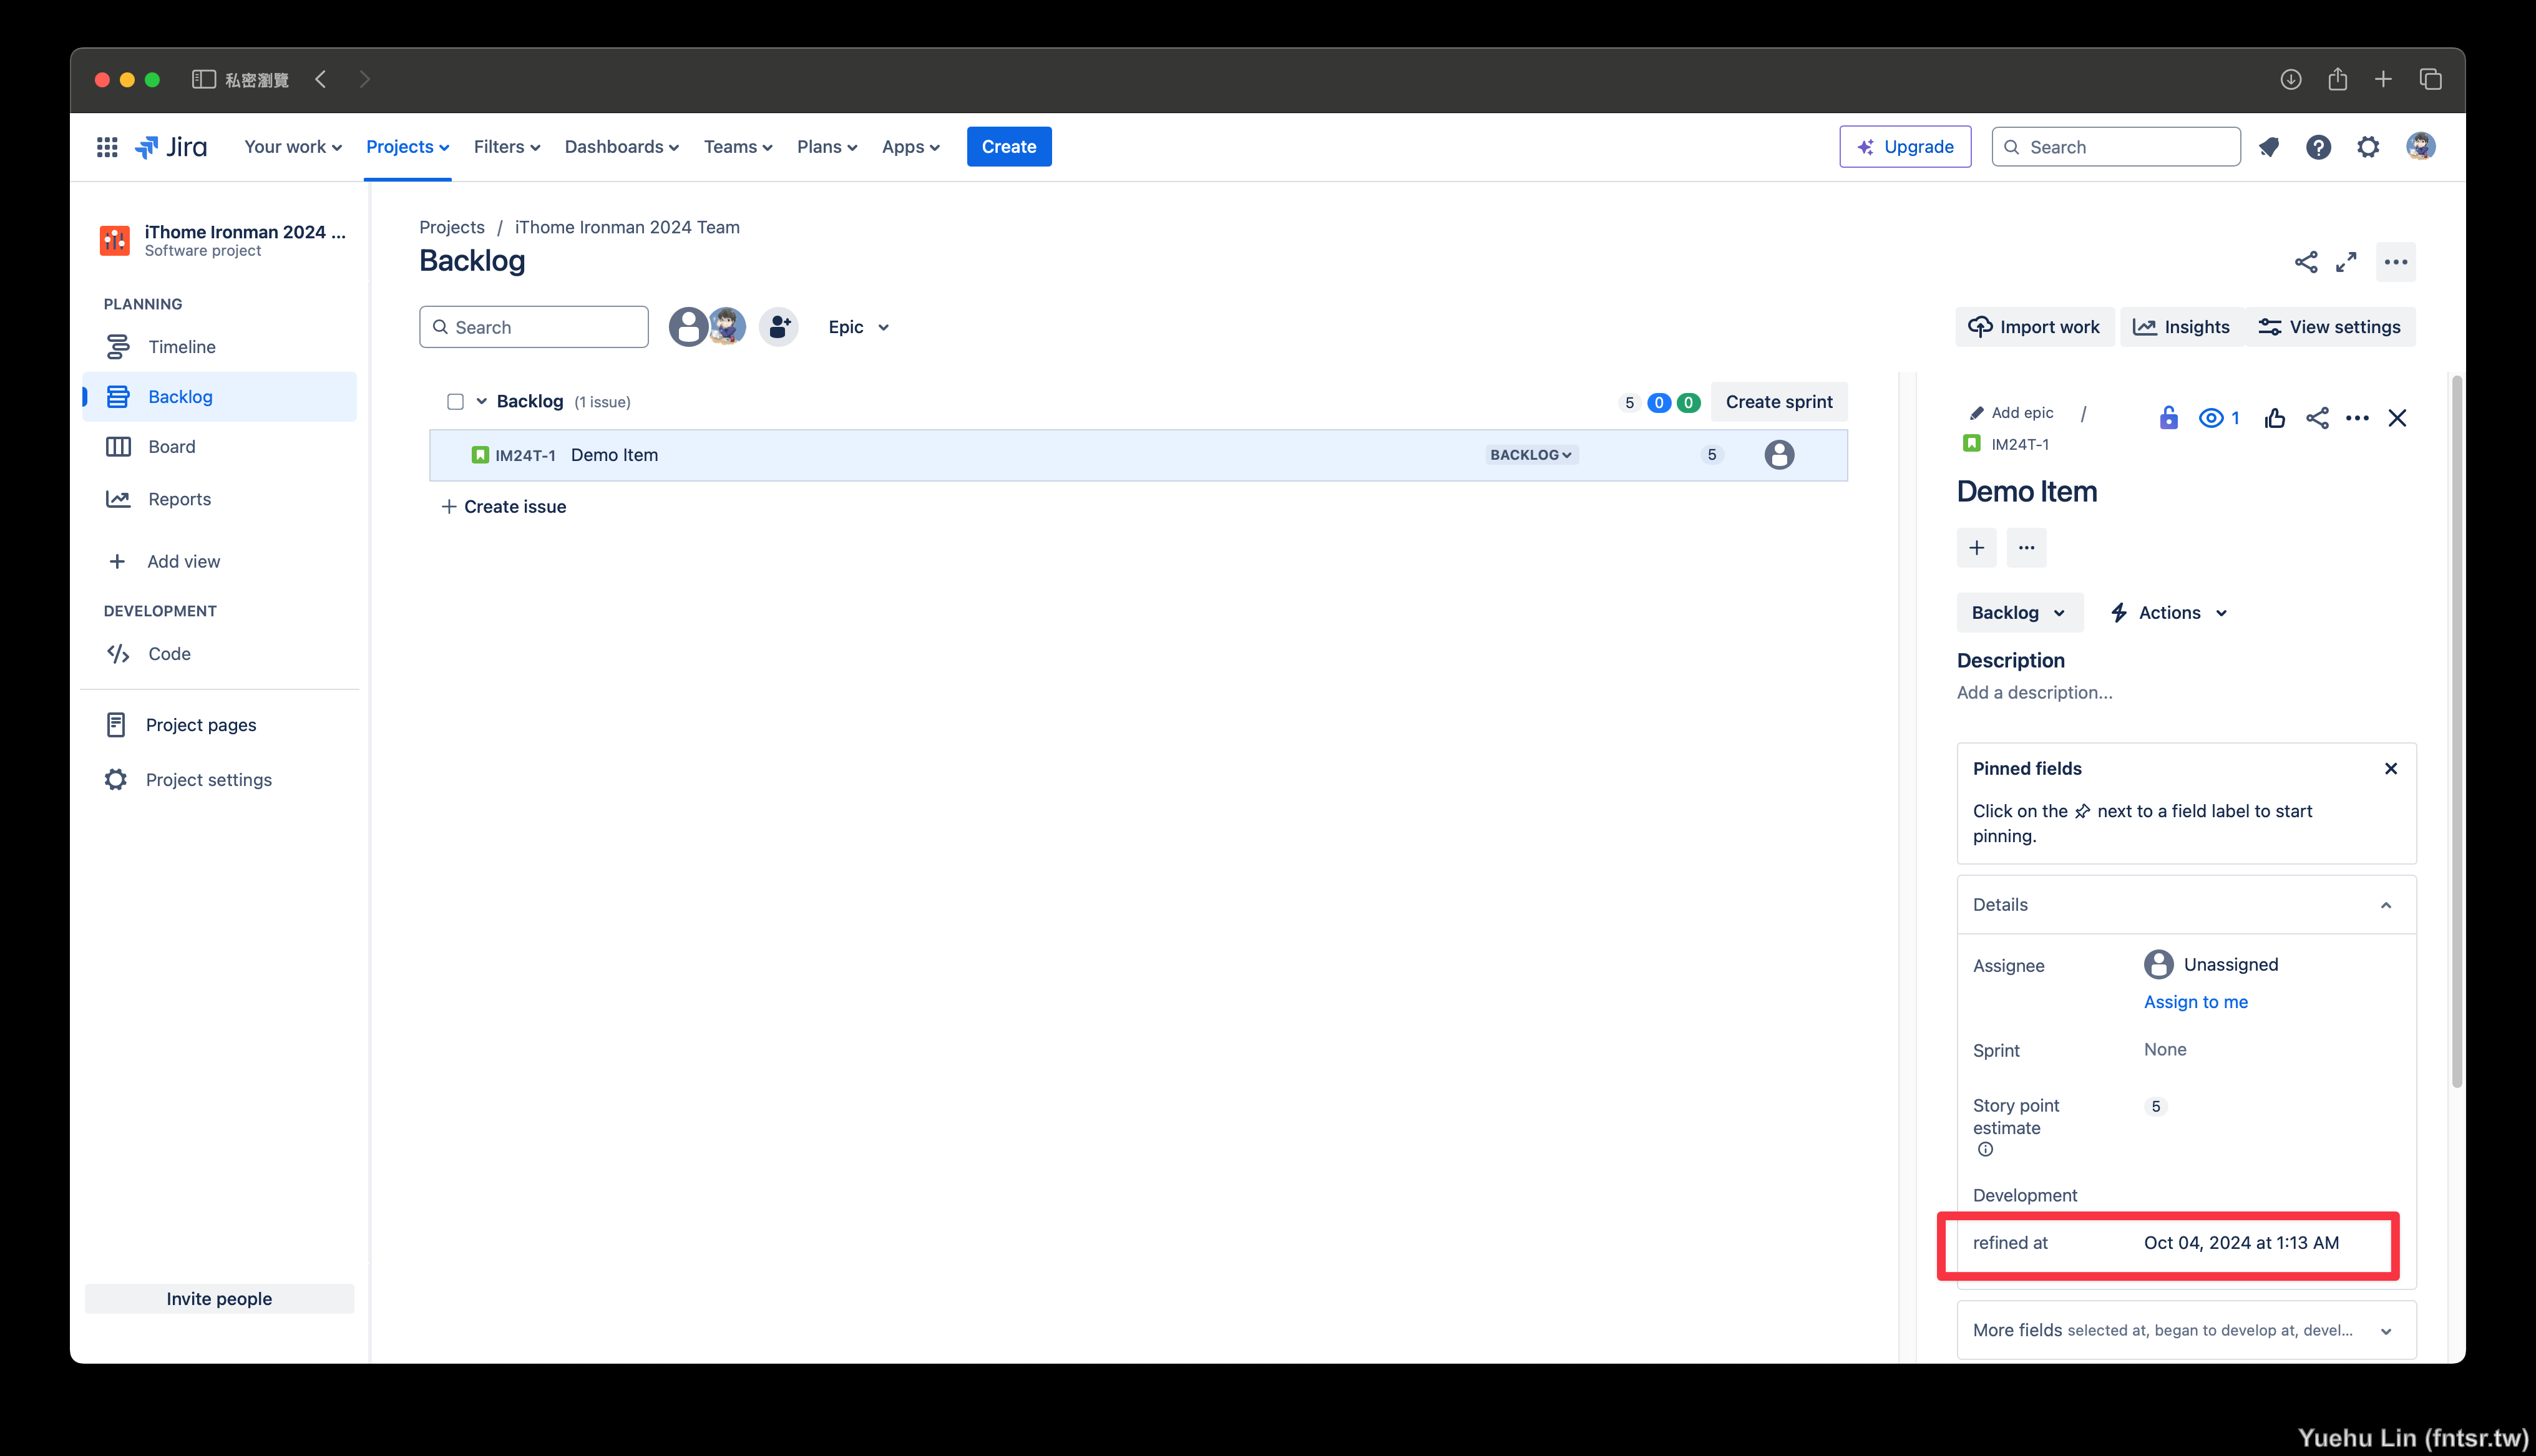 私密瀏覽
Jira
Your work
Projects
Filters
Dashboards
Teams
Plans
Apps
Create
Upgrade
Search
iThome Ironman 2024 ...
Software project
PLANNING
Timeline
Backlog
Board
Reports
Add view
DEVELOPMENT
Code
Project pages
Project settings
Invite people
Projects / iThome Ironman 2024 Team
Backlog
Search
Epic
Import work
Insights
View settings
Backlog (1 issue)
5 0 0
Create sprint
IM24T-1 Demo Item
BACKLOG
5
Create issue
Add epic /
IM24T-1
1
Demo Item
Backlog
Actions
Description
Add a description...
Pinned fields
Click on the next to a field label to start
pinning.
Details
Assignee
Unassigned
Assign to me
Sprint
None
Story point
estimate
5
Development
refined at
Oct 04, 2024 at 1:13 AM
More fields selected at, began to develop at, devel...
Yuehu Lin (fntsr.tw)